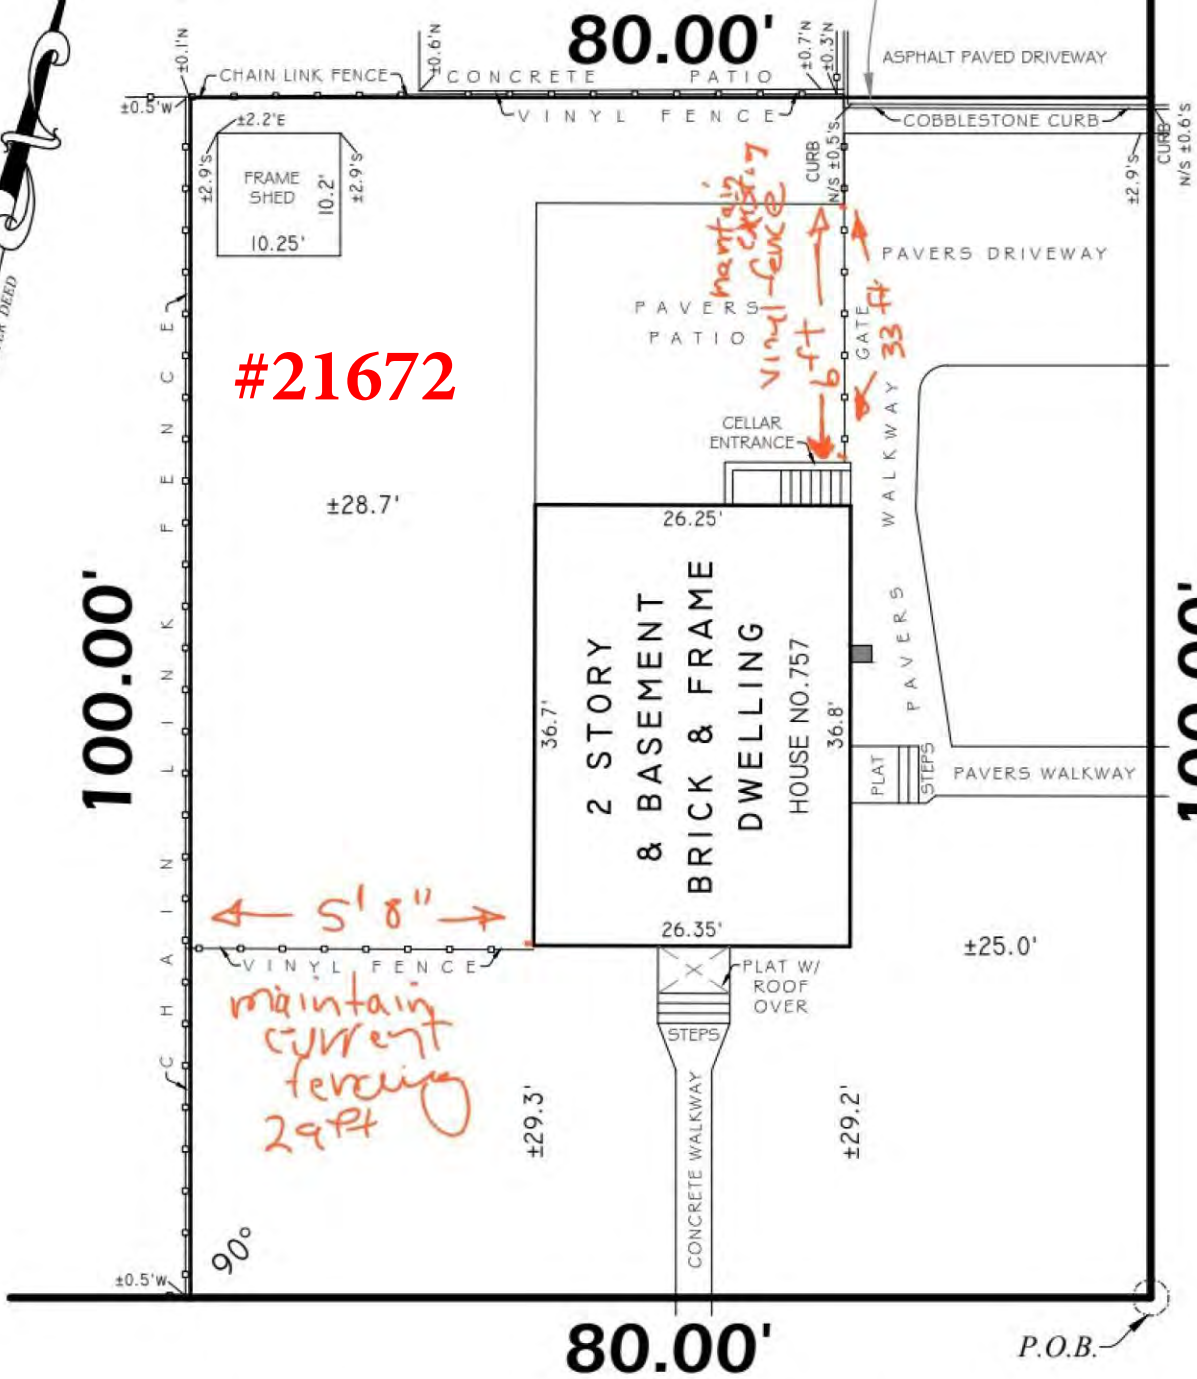 80.00'
±0.1'N
±0.6'N
±0.7'N
±0.3'N
ASPHALT PAVED DRIVEWAY
CHAIN LINK FENCE
CONCRETE PATIO
±0.5'W
VINYL FENCE
COBBLESTONE CURB
±2.2'E
CURB
N/S ±0.5'S
CURB
N/S ±0.6'S
±2.9'S
FRAME
SHED
10.2'
±2.9'S
10.25'
±2.9'S
maintain
existing
vinyl fence
6 ft
33 ft
GATE
PAVERS DRIVEWAY
DEED
PAVERS
PATIO
#21672
CELLAR
ENTRANCE
PAVERS WALKWAY
±28.7'
26.25'
100.00'
CHAIN LINK FENCE
36.7'
2 STORY
& BASEMENT
BRICK & FRAME
DWELLING
HOUSE NO.757
36.8'
PLAT
STEPS
PAVERS WALKWAY
100.00'
5' 8"
26.35'
±25.0'
VINYL FENCE
PLAT W/
ROOF
OVER
maintain
current
fencing
29ft
STEPS
±29.3'
CONCRETE WALKWAY
±29.2'
90°
±0.5'W
80.00'
P.O.B.